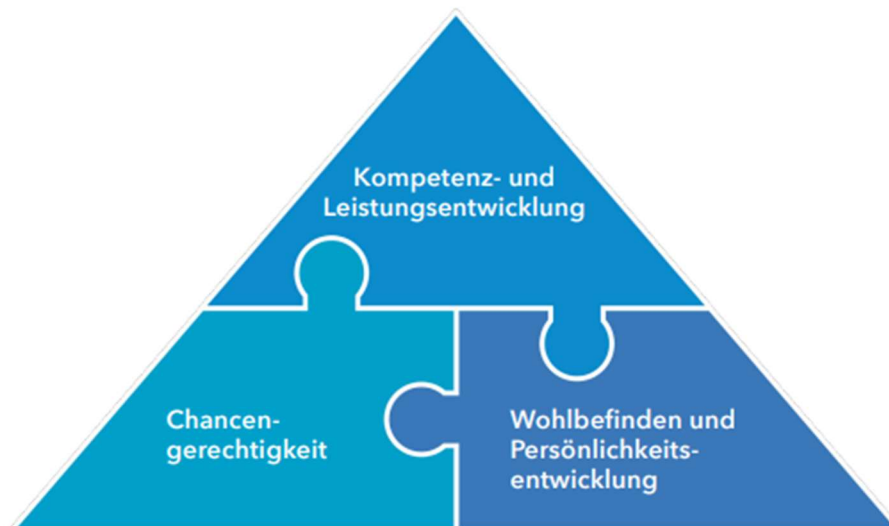 Kompetenz- und
Leistungsentwicklung
Chancen-
gerechtigkeit
Wohlbefinden und
Persönlichkeits-
entwicklung